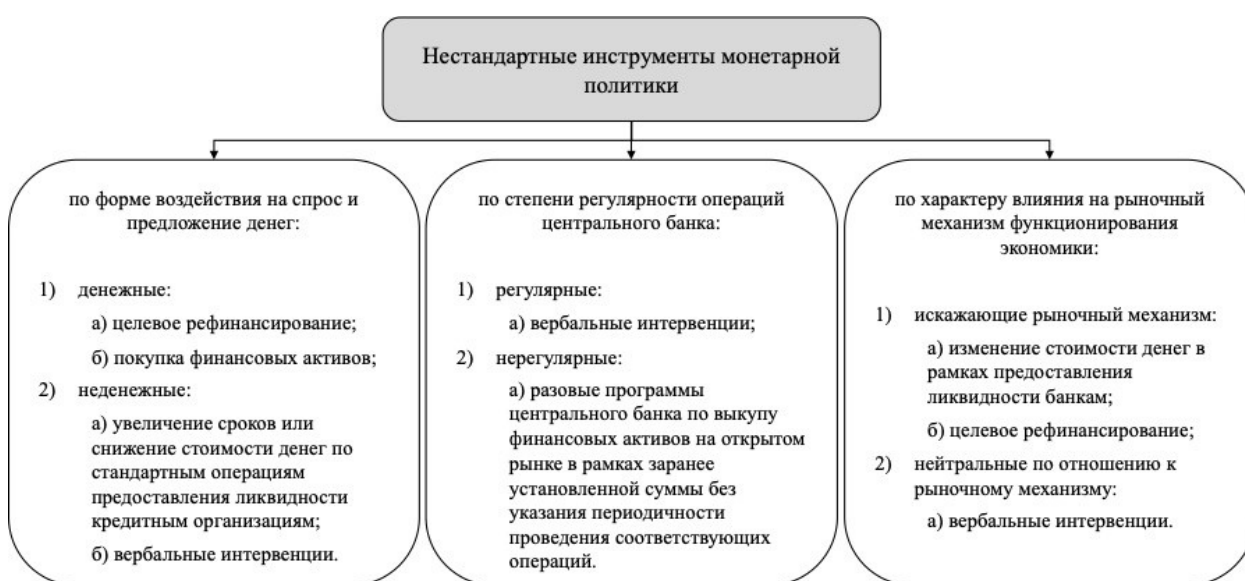 Нестандартные инструменты монетарной
политики
по форме воздействия на спрос и
предложение денег:
1) денежные:
а) целевое рефинансирование;
б) покупка финансовых активов;
2) неденежные:
а) увеличение сроков или
снижение стоимости денег по
стандартным операциям
предоставления ликвидности
кредитным организациям;
б) вербальные интервенции.
по степени регулярности операций
центрального банка:
1) регулярные:
а) вербальные интервенции;
2) нерегулярные:
а) разовые программы
центрального банка по выкупу
финансовых активов на открытом
рынке в рамках заранее
установленной суммы без
указания периодичности
проведения соответствующих
операций.
по характеру влияния на рыночный
механизм функционирования
экономики:
1) искажающие рыночный механизм:
а) изменение стоимости денег в
рамках предоставления
ликвидности банкам;
б) целевое рефинансирование;
2) нейтральные по отношению к
рыночному механизму:
а) вербальные интервенции.